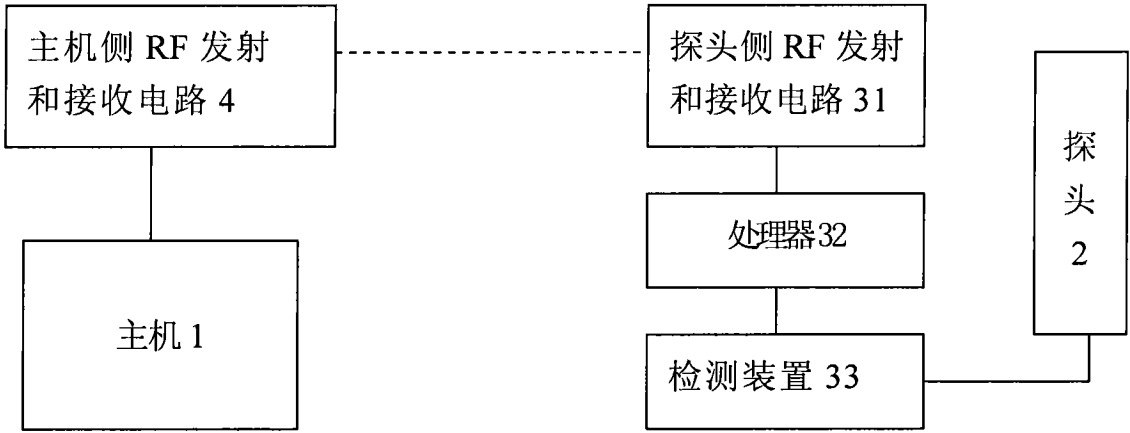 主机侧 RF 发射
和接收电路 4
探头侧 RF 发射
和接收电路 31
探
头
2
处理器32
主机 1
检测装置 33